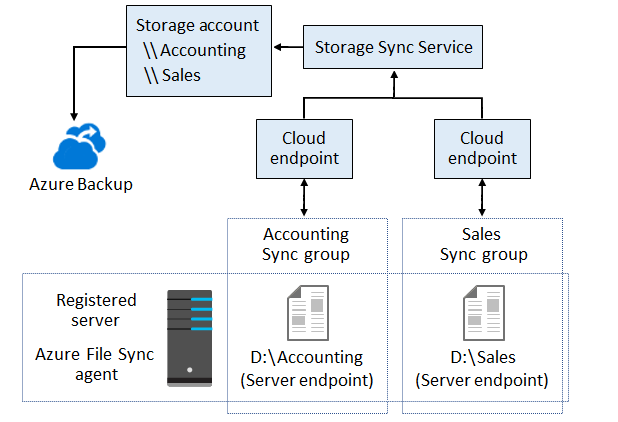 Storage account
\\ Accounting
\\ Sales
Storage Sync Service
Azure Backup
Cloud
endpoint
Cloud
endpoint
Accounting
Sync group
Sales
Sync group
Registered
server
Azure File Sync
agent
D:\Accounting
(Server endpoint)
D:\Sales
(Server endpoint)